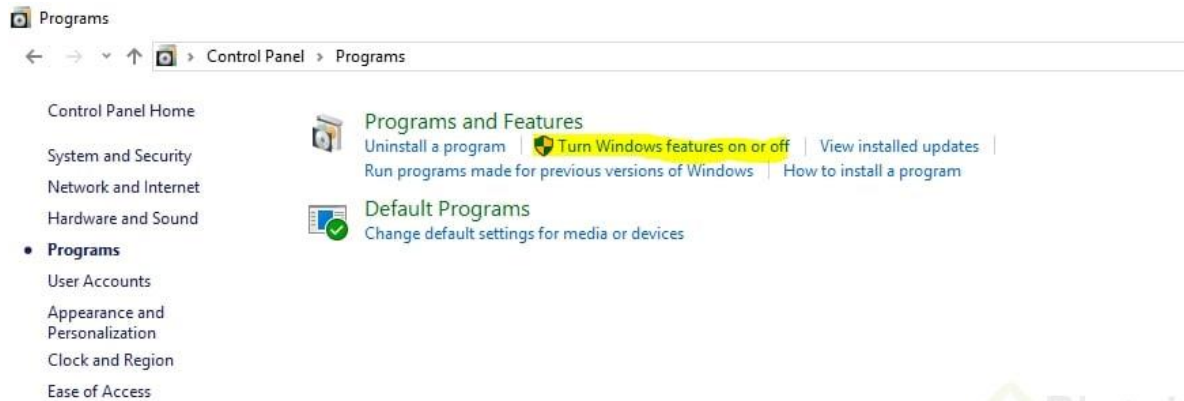 Programs
Control Panel > Programs
Control Panel Home
System and Security
Network and Internet
Hardware and Sound
Programs
User Accounts
Appearance and
Personalization
Clock and Region
Ease of Access
Programs and Features
Uninstall a program
Turn Windows features on or off
View installed updates
Run programs made for previous versions of Windows
How to install a program
Default Programs
Change default settings for media or devices